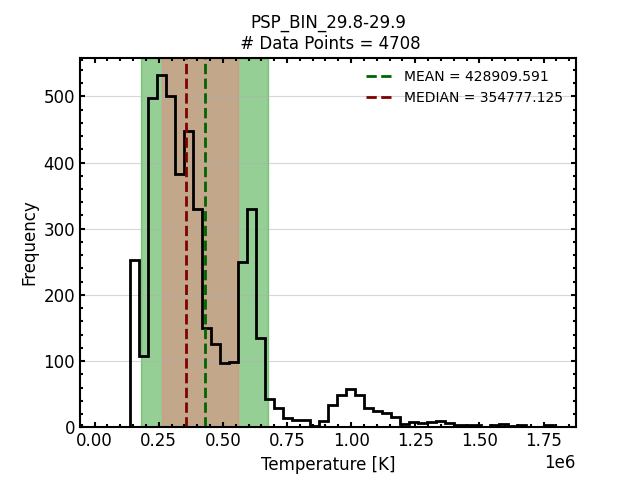 PSP_BIN_29.8-29.9
# Data Points = 4708
MEAN = 428909.591
MEDIAN = 354777.125
Frequency
500
400
300
200
100
0
0.00 0.25 0.50 0.75 1.00 1.25 1.50 1.75
1e6
Temperature [K]